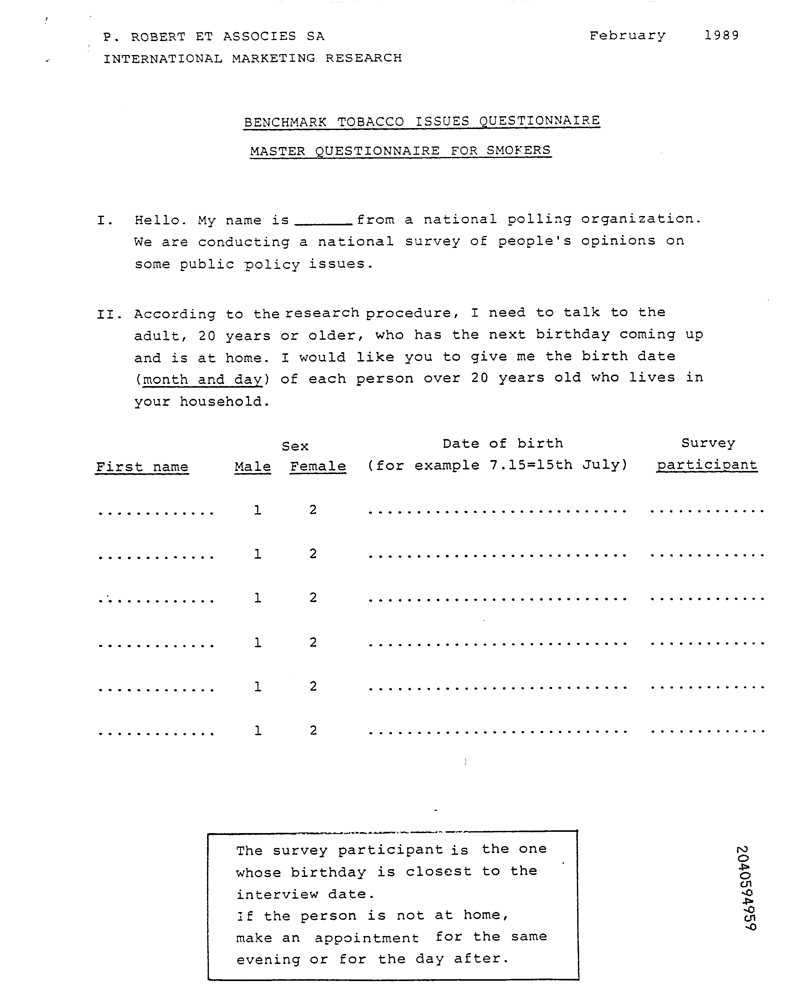 P. ROBERT ET ASSOCIES SA February 1989
INTERNATIONAL MARKETING RESEARCH
BENCHMARK TOBACCO ISSUES QUESTIONNAIRE
MASTER QUESTIONNAIRE FOR SMOKERS
I. Hello. My name is ______ from a national polling organization.
We are conducting a national survey of people's opinions on
some public policy issues.
II. According to the research procedure, I need to talk to the
adult, 20 years or older, who has the next birthday coming up
and is at home. I would like you to give me the birth date
(month and day) of each person over 20 years old who lives in
your household.
Sex Date of birth Survey
First name Male Female (for example 7.15=15th July) participant
............. 1 2 ............................ .............
............. 1 2 ............................ .............
............. 1 2 ............................ .............
............. 1 2 ............................ .............
............. 1 2 ............................ .............
............. 1 2 ............................ .............
The survey participant is the one
whose birthday is closest to the
interview date.
If the person is not at home,
make an appointment for the same
evening or for the day after.
2040594959